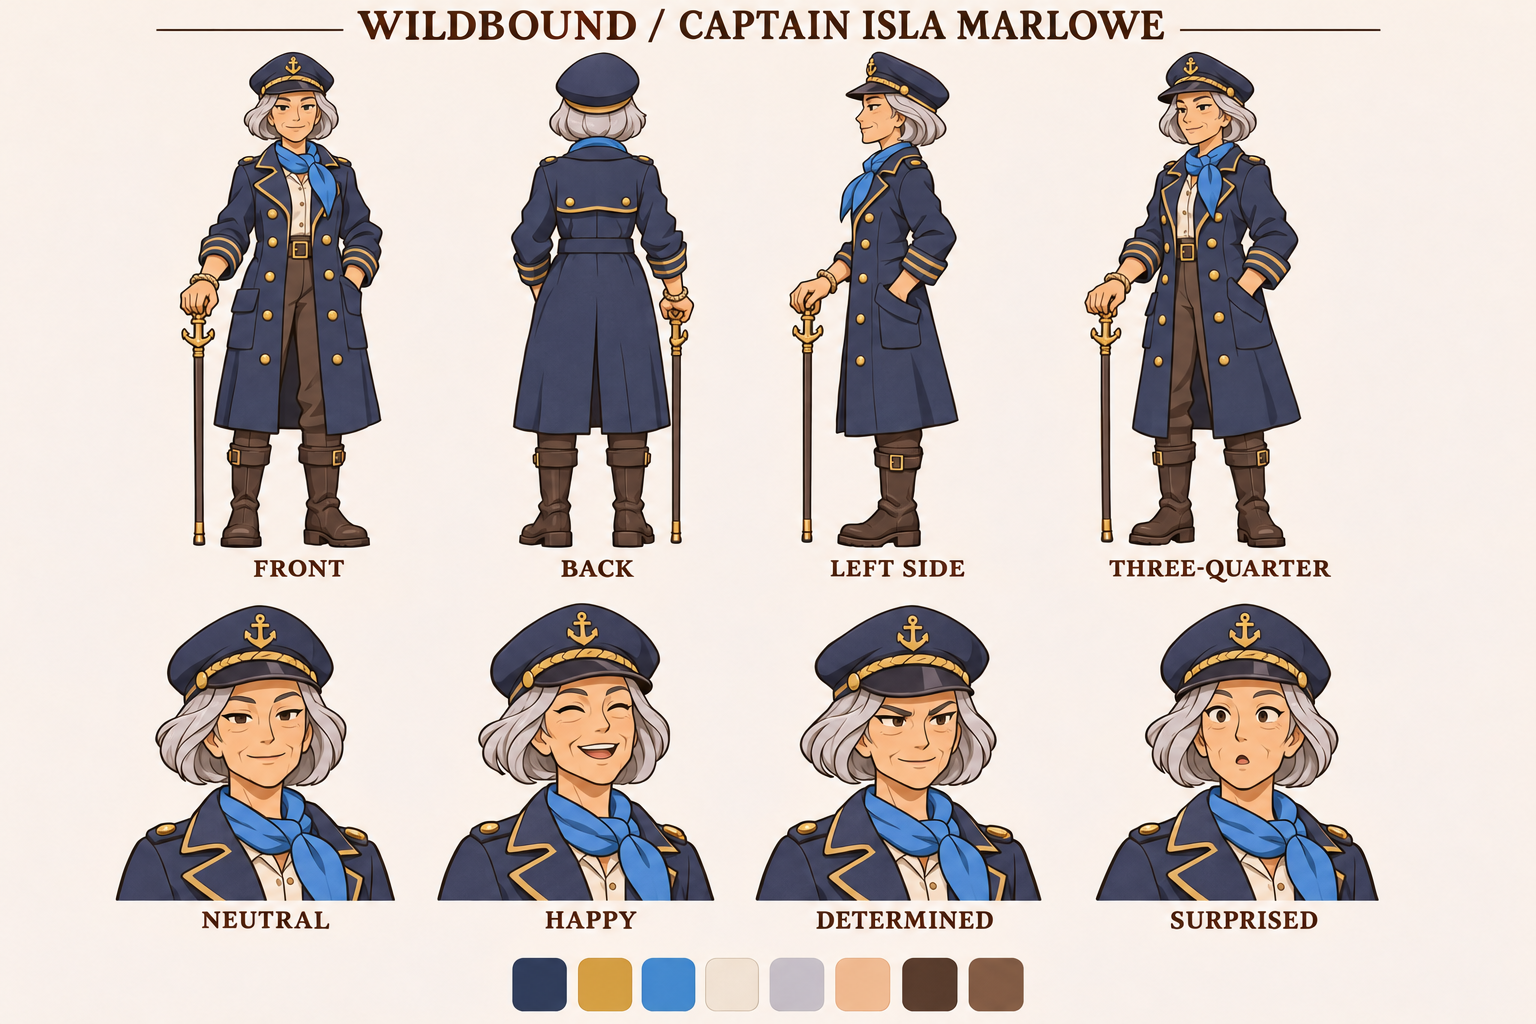 WILDBOUND / CAPTAIN ISLA MARLOWE
FRONT
BACK
LEFT SIDE
THREE-QUARTER
NEUTRAL
HAPPY
DETERMINED
SURPRISED